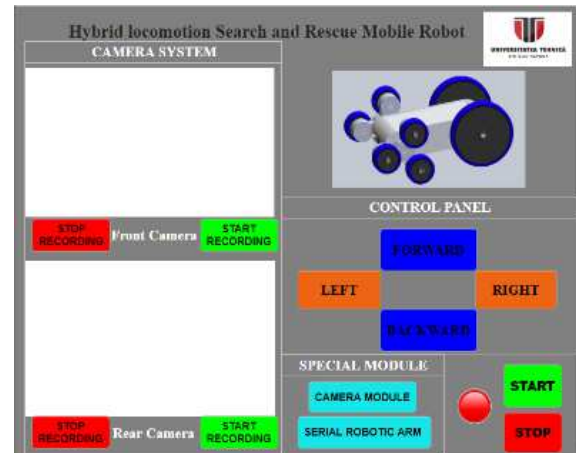 Hybrid locomotion Search and Rescue Mobile Robot
UNIVERSITATEA TEHNICA
CAMERA SYSTEM
STOP RECORDING
Front Camera
START RECORDING
STOP RECORDING
Rear Camera
START RECORDING
CONTROL PANEL
FORWARD
LEFT
RIGHT
BACKWARD
SPECIAL MODULE
CAMERA MODULE
SERIAL ROBOTIC ARM
START
STOP